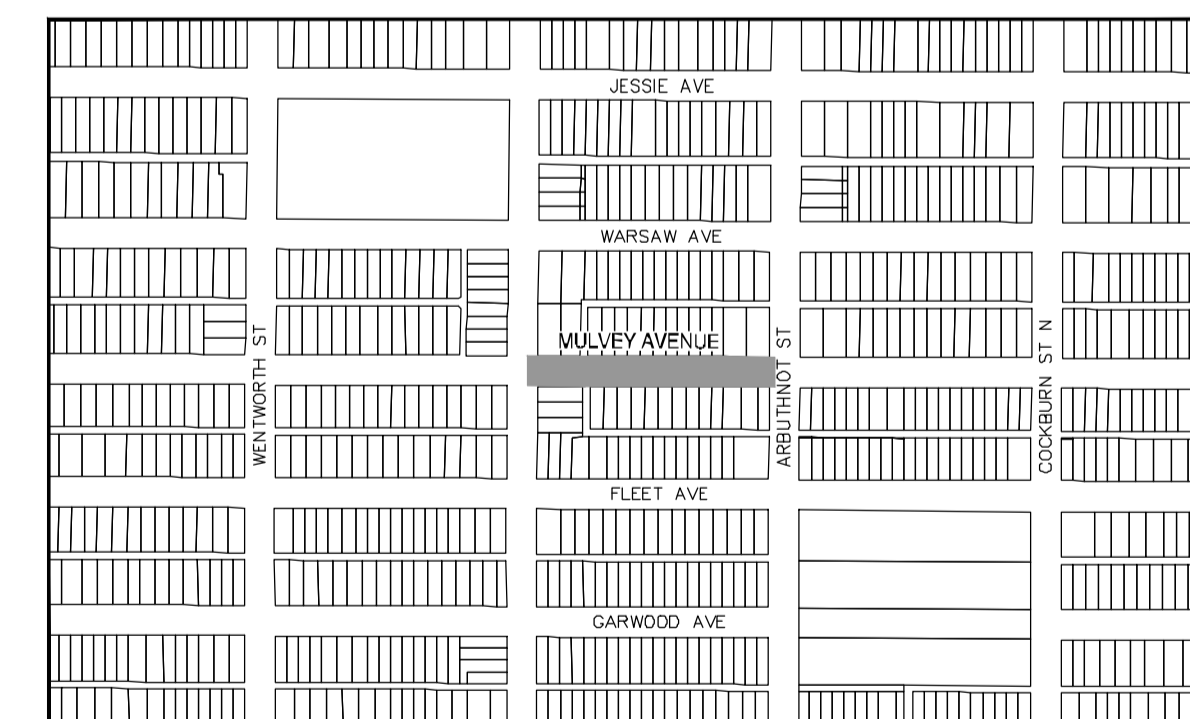 JESSIE AVE
WARSAW AVE
MULVEY AVENUE
WENTWORTH ST
ARBUTHNOT ST
COCKBURN ST N
FLEET AVE
GARWOOD AVE